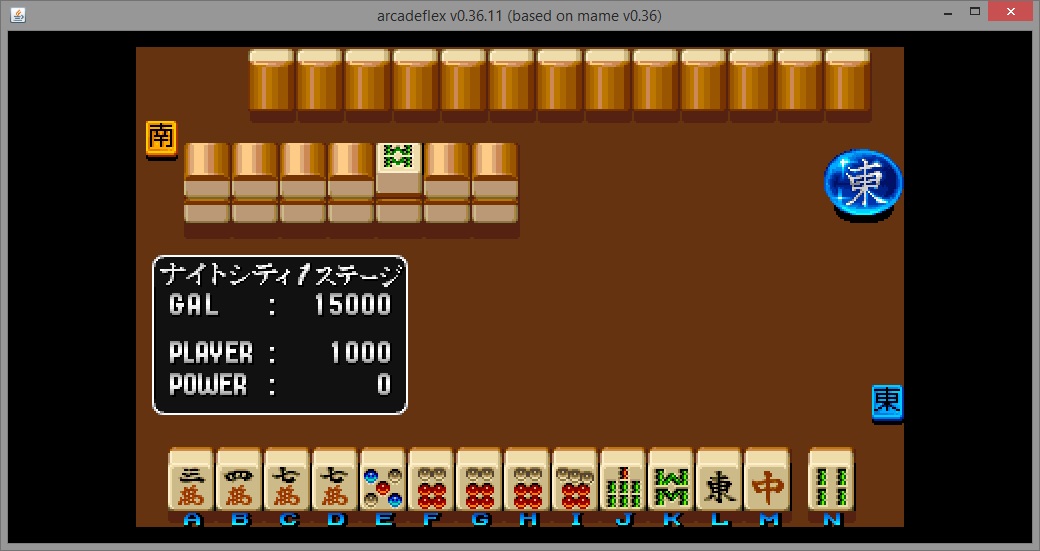 arcadeflex v0.36.11 (based on mame v0.36)
南
東
ナイトシティ1ステージ
GAL : 15000
PLAYER : 1000
POWER : 0
東
三萬 四萬 七萬 七萬 東 中
A B C D E F G H I J K L M N